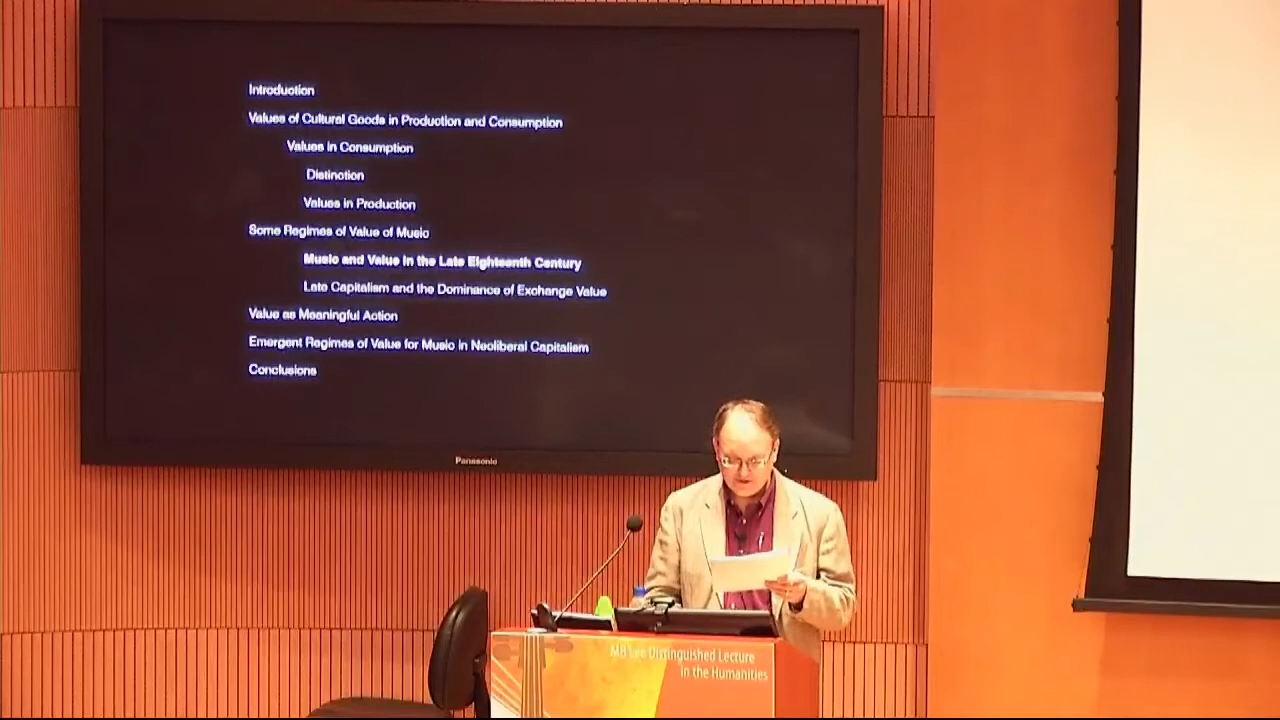 Introduction
Values of Cultural Goods in Production and Consumption
Values in Consumption
Distinction
Values in Production
Some Regimes of Value of Music
Music and Value in the Late Eighteenth Century
Late Capitalism and the Dominance of Exchange Value
Value as Meaningful Action
Emergent Regimes of Value for Music in Neoliberal Capitalism
Conclusions
Panasonic
MB Lee Distinguished Lecture
in the Humanities